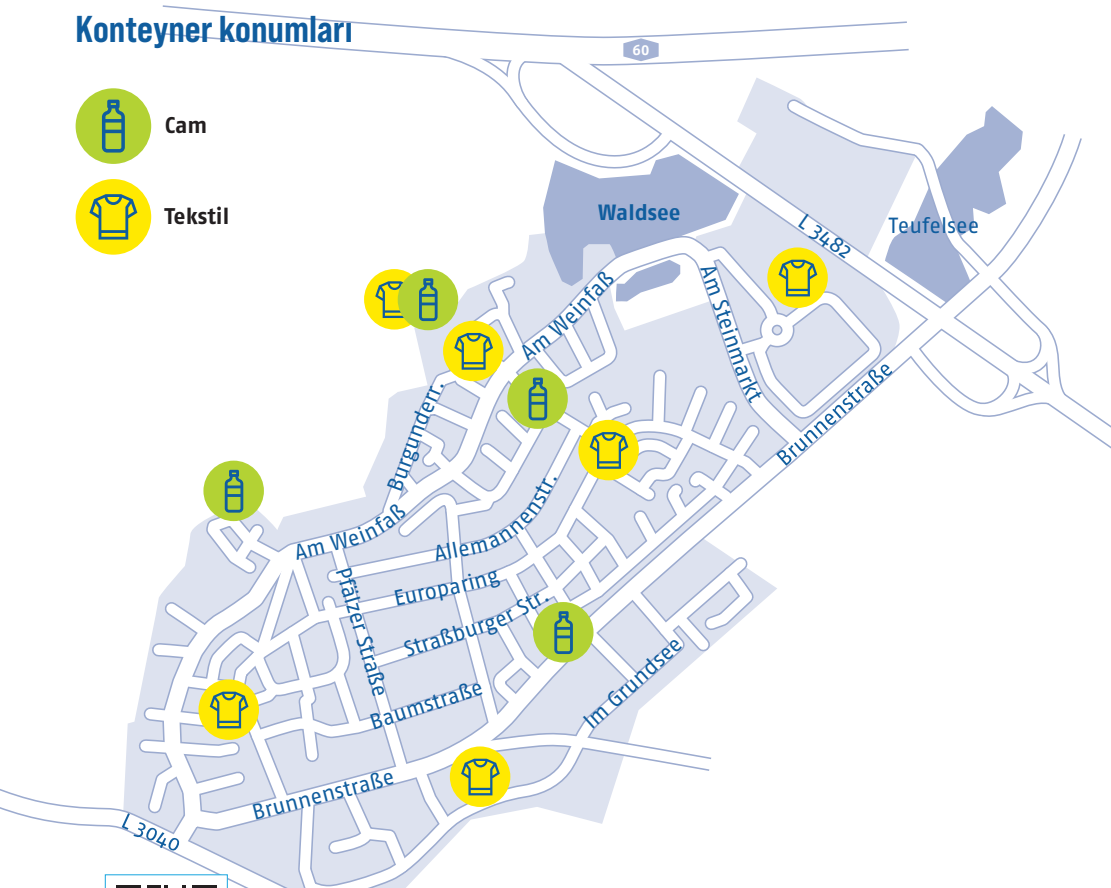 Konteyner konumları
60
Cam
Tekstil
Waldsee
L 3482
Teufelsee
Am Weinfaß
Am Steinmarkt
Burgunderr.
Brunnenstraße
Am Weinfaß
Allemannenstr.
Europaring
Pfälzer Straße
Straßburger Str.
Im Grundsee
Baumstraße
Brunnenstraße
L 3040